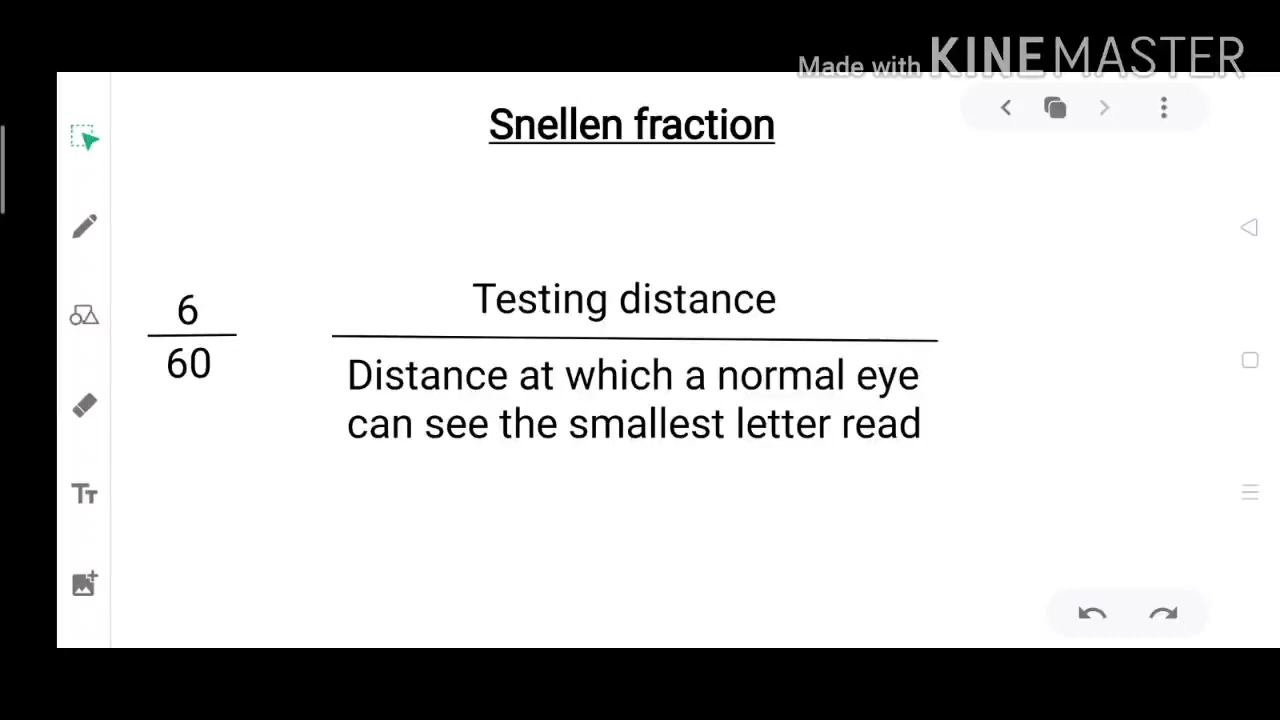 Made with KINEMASTER
Snellen fraction
6
60
Testing distance
Distance at which a normal eye
can see the smallest letter read
TT